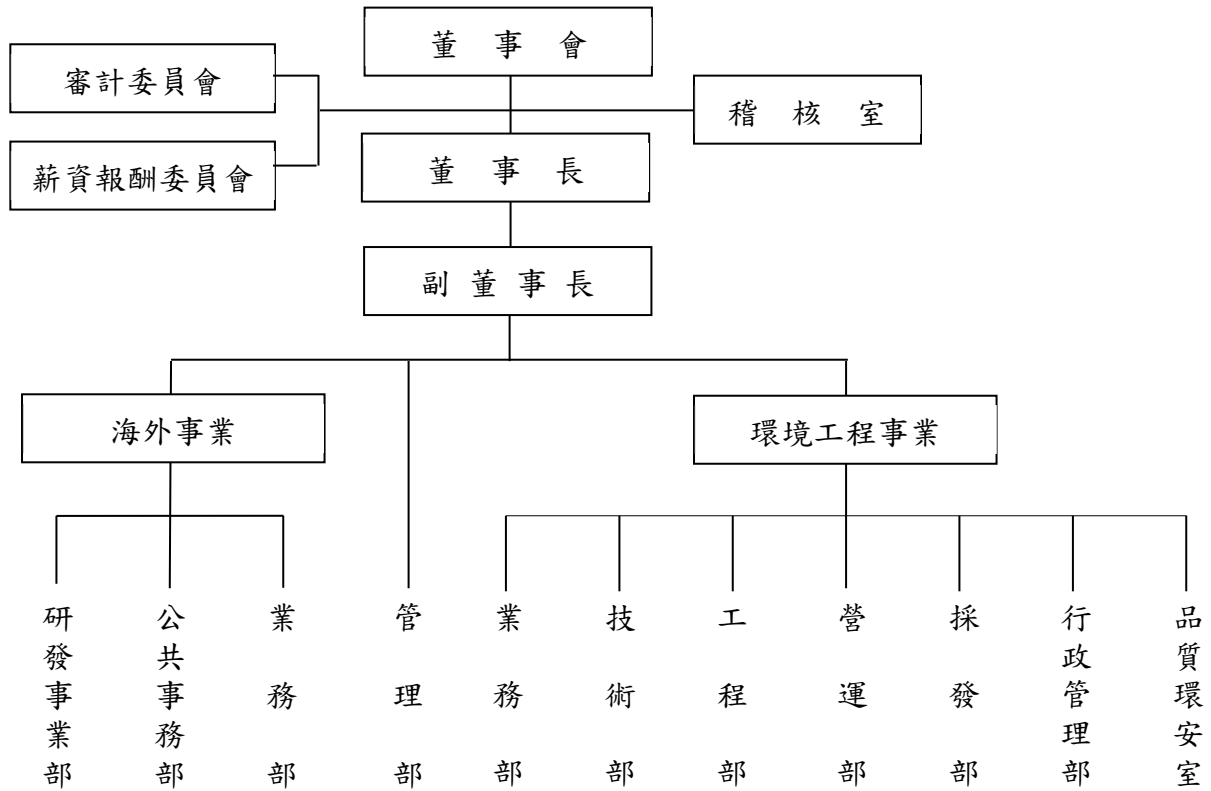 董事會
審計委員會
稽核室
薪資報酬委員會
董事長
副董事長
海外事業
環境工程事業
研發事業部
公共事務部
業務部
管理部
業務部
技術部
工程部
營運部
採發部
行政管理部
品質環安室